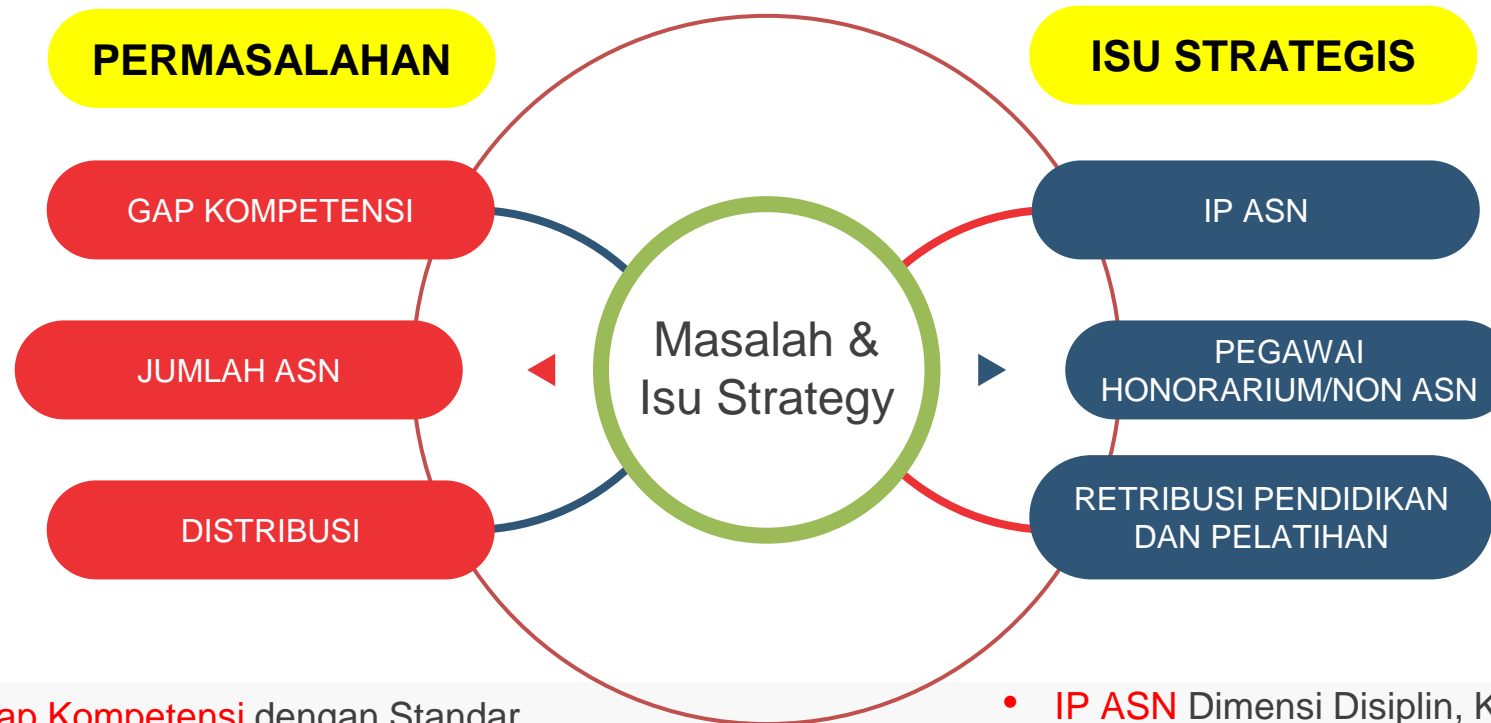 PERMASALAHAN
GAP KOMPETENSI
JUMLAH ASN
DISTRIBUSI
Masalah &
Isu Strategy
ISU STRATEGIS
IP ASN
PEGAWAI
HONORARIUM/NON ASN
RETRIBUSI PENDIDIKAN
DAN PELATIHAN
Kompetensi dengan Standar
• IP ASN Dimensi Disiplin,